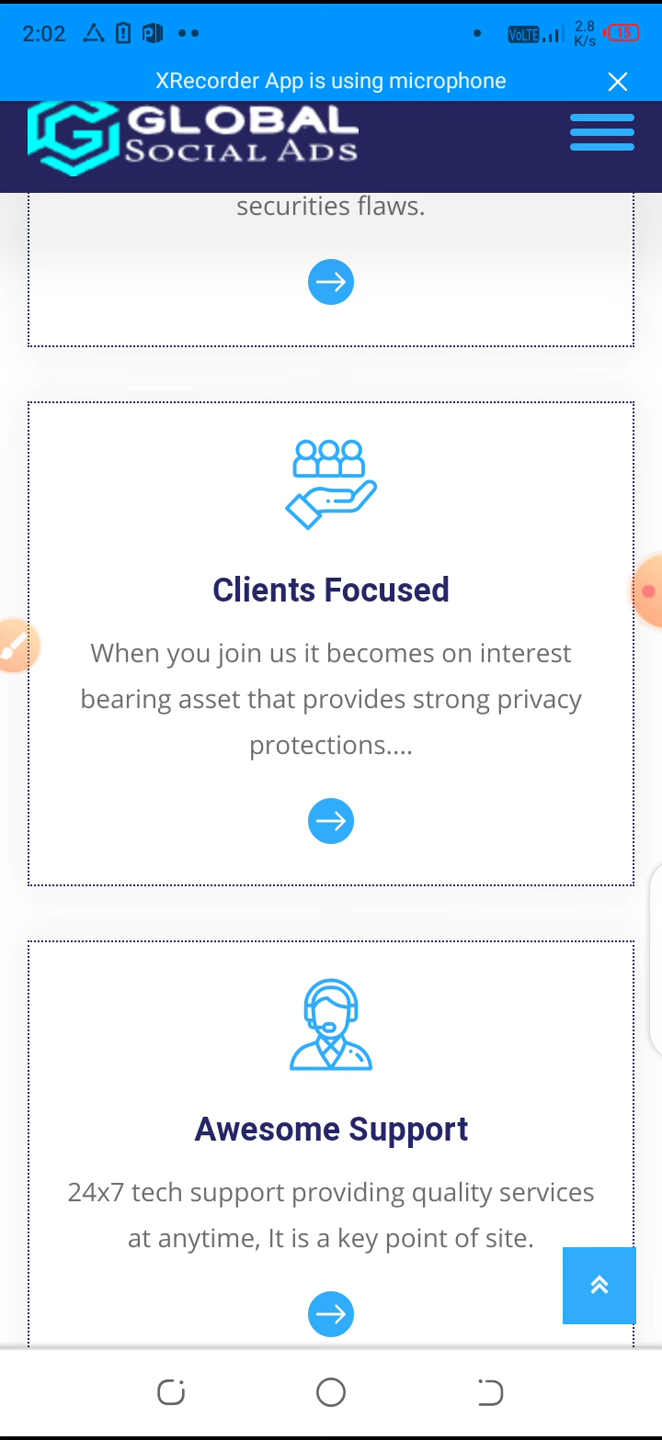 2:02
VoLTE
2.8
K/s
15
XRecorder App is using microphone
GLOBAL
SOCIAL ADS
securities flaws.
Clients Focused
When you join us it becomes on interest
bearing asset that provides strong privacy
protections....
Awesome Support
24x7 tech support providing quality services
at anytime, It is a key point of site.